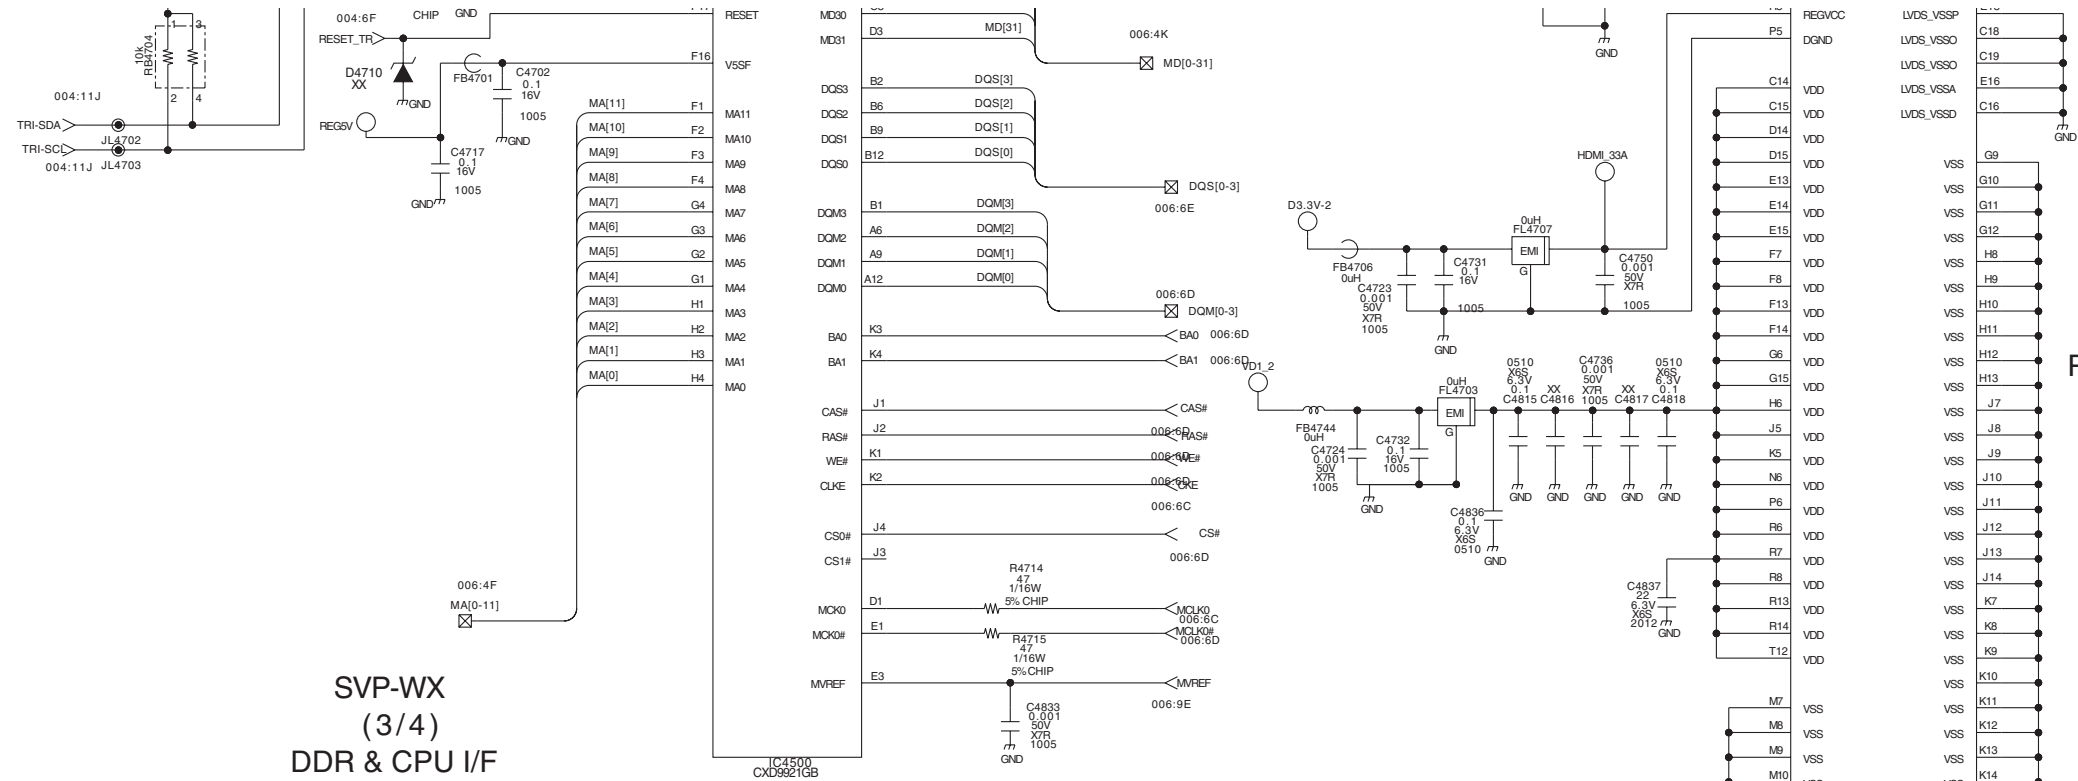 004:6F
CHIP
GND
RESET_TR
D4710
XX
GND
10k
RB4704
1
3
2
4
004:11J
TRI-SDA
JL4702
TRI-SCL
004:11J
JL4703
REG5V
FB4701
C4702
0.1
16V
1005
GND
C4717
0.1
16V
1005
GND
RESET
F16
V5SF
MA[11] F1 MA11
MA[10] F2 MA10
MA[9] F3 MA9
MA[8] F4 MA8
MA[7] G4 MA7
MA[6] G3 MA6
MA[5] G2 MA5
MA[4] G1 MA4
MA[3] H1 MA3
MA[2] H2 MA2
MA[1] H3 MA1
MA[0] H4 MA0
006:4F
MA[0-11]
SVP-WX
(3/4)
DDR & CPU I/F
MD30
MD31 D3 MD[31]
006:4K
MD[0-31]
DQS3 B2 DQS[3]
DQS2 B6 DQS[2]
DQS1 B9 DQS[1]
DQS0 B12 DQS[0]
DQS[0-3]
006:6E
DQM3 B1 DQM[3]
DQM2 A6 DQM[2]
DQM1 A9 DQM[1]
DQM0 A12 DQM[0]
006:6D
DQM[0-3]
BA0 K3 BA0 006:6D
BA1 K4 BA1 006:6D
CAS# J1 CAS#
006:6D
RAS# J2 RAS#
006:6D
WE# K1 WE#
006:6D
CLKE K2 CKE
006:6C
CS0# J4 CS#
006:6D
CS1# J3
R4714
47
1/16W
5% CHIP
MCK0 D1 MCLK0
006:6C
MCK0# E1 MCLK0#
006:6D
R4715
47
1/16W
5% CHIP
MVREF E3 MVREF
006:9E
C4833
0.001
50V
X7R
1005
GND
IC4500
CXD9921GB
GND
HDMI_33A
D3.3V-2
FB4706
0uH
C4723
0.001
50V
X7R
1005
C4731
0.1
16V
1005
GND
0uH
FL4707
EMI
G
C4750
0.001
50V
X7R
1005
VD1_2
FB4744
0uH
C4724
0.001
50V
X7R
1005
GND
C4732
0.1
16V
1005
0uH
FL4703
EMI
G
C4836
0.1
6.3V
X6S
0510
GND
0510
X6S
6.3V
0.1
C4815
GND
XX
C4816
GND
C4736
0.001
50V
X7R
1005
GND
XX
C4817
GND
0510
X6S
6.3V
0.1
C4818
GND
C4837
22
6.3V
X6S
2012
GND
REGVCC
P5 DGND
C14 VDD
C15 VDD
D14 VDD
D15 VDD
E13 VDD
E14 VDD
E15 VDD
F7 VDD
F8 VDD
F13 VDD
F14 VDD
G6 VDD
G15 VDD
H6 VDD
J5 VDD
K5 VDD
N6 VDD
P6 VDD
R6 VDD
R7 VDD
R8 VDD
R13 VDD
R14 VDD
T12 VDD
M7 VSS
M8 VSS
M9 VSS
M10
LVDS_VSSP
LVDS_VSSO C18
LVDS_VSSO C19
LVDS_VSSA E16
LVDS_VSSD C16
GND
VSS G9
VSS G10
VSS G11
VSS G12
VSS H8
VSS H9
VSS H10
VSS H11
VSS H12
VSS H13
VSS J7
VSS J8
VSS J9
VSS J10
VSS J11
VSS J12
VSS J13
VSS J14
VSS K7
VSS K8
VSS K9
VSS K10
VSS K11
VSS K12
VSS K13
K14